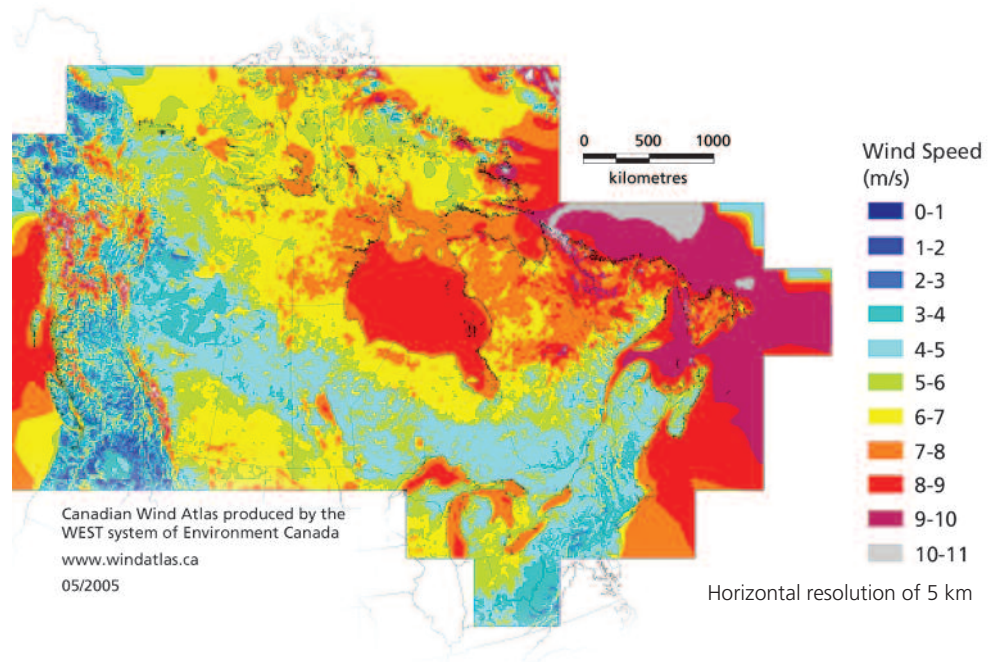 0 500 1000
kilometres
Wind Speed
(m/s)
0-1
1-2
2-3
3-4
4-5
5-6
6-7
7-8
8-9
9-10
10-11
Canadian Wind Atlas produced by the
WEST system of Environment Canada
www.windatlas.ca
05/2005
Horizontal resolution of 5 km